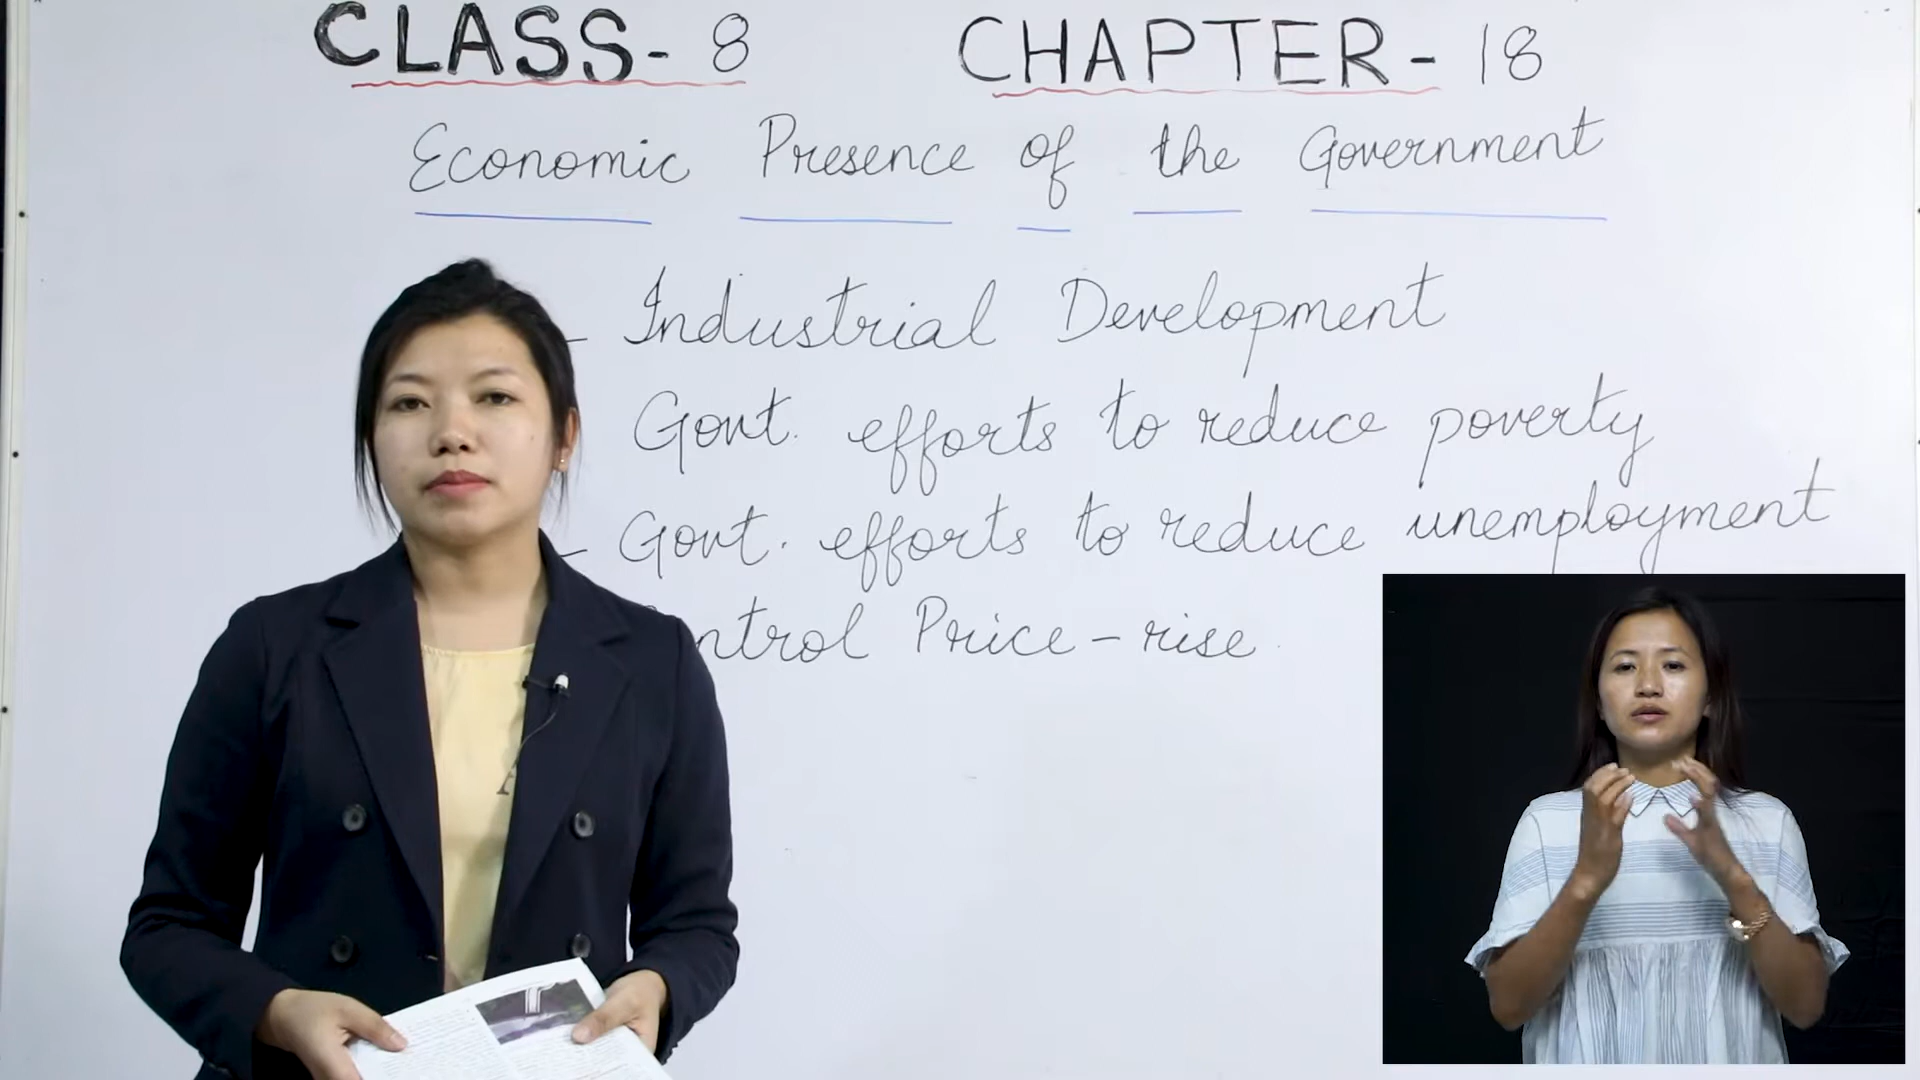 CLASS- 8 CHAPTER- 18
Economic Presence of the Government
- Industrial Development
Govt. efforts to reduce poverty
- Govt. efforts to reduce unemployment
Price-rise